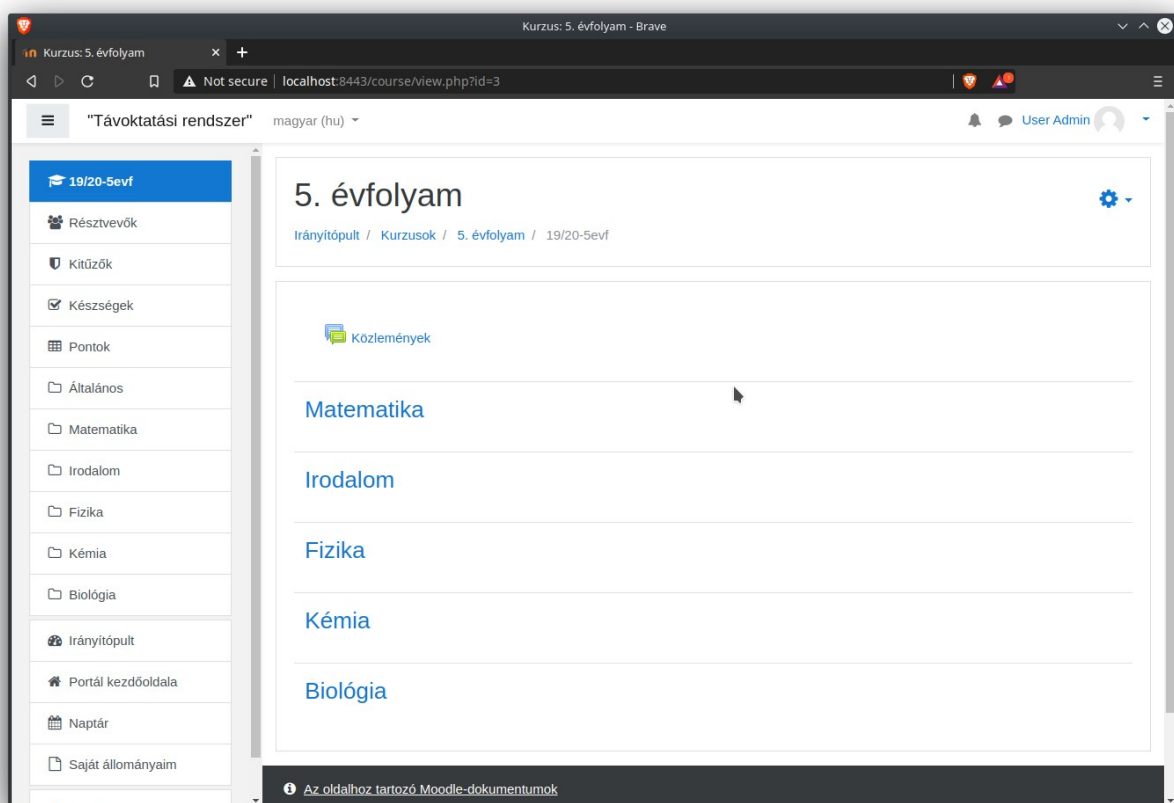 Kurzus: 5. évfolyam - Brave
Kurzus: 5. évfolyam
Not secure | localhost:8443/course/view.php?id=3
"Távoktatási rendszer" magyar (hu) User Admin
19/20-5evf
Résztvevők
Kitűzők
Készségek
Pontok
Általános
Matematika
Irodalom
Fizika
Kémia
Biológia
Irányítópult
Portál kezdőoldala
Naptár
Saját állományaim
5. évfolyam
Irányítópult / Kurzusok / 5. évfolyam / 19/20-5evf
Közlemények
Matematika
Irodalom
Fizika
Kémia
Biológia
Az oldalhoz tartozó Moodle-dokumentumok